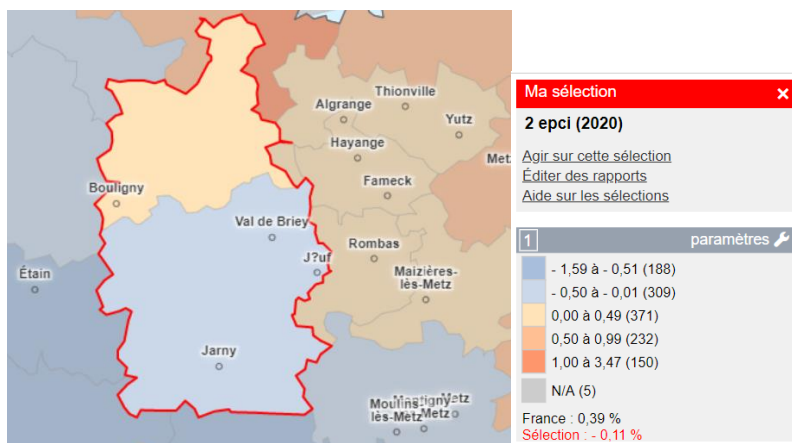 Thionville
Algrange
Yutz
Hayange
Met
Fameck
Bouligny
Val de Briey
Rombas
J?uf
Étain
Maizières-
lès-Metz
Jarny
Montigny
Metz
Moulins-
lès-Metz
Metz
Ma sélection ×
2 epci (2020)
Agir sur cette sélection
Éditer des rapports
Aide sur les sélections
1 paramètres
- 1,59 à - 0,51 (188)
- 0,50 à - 0,01 (309)
0,00 à 0,49 (371)
0,50 à 0,99 (232)
1,00 à 3,47 (150)
N/A (5)
France : 0,39 %
Sélection : - 0,11 %